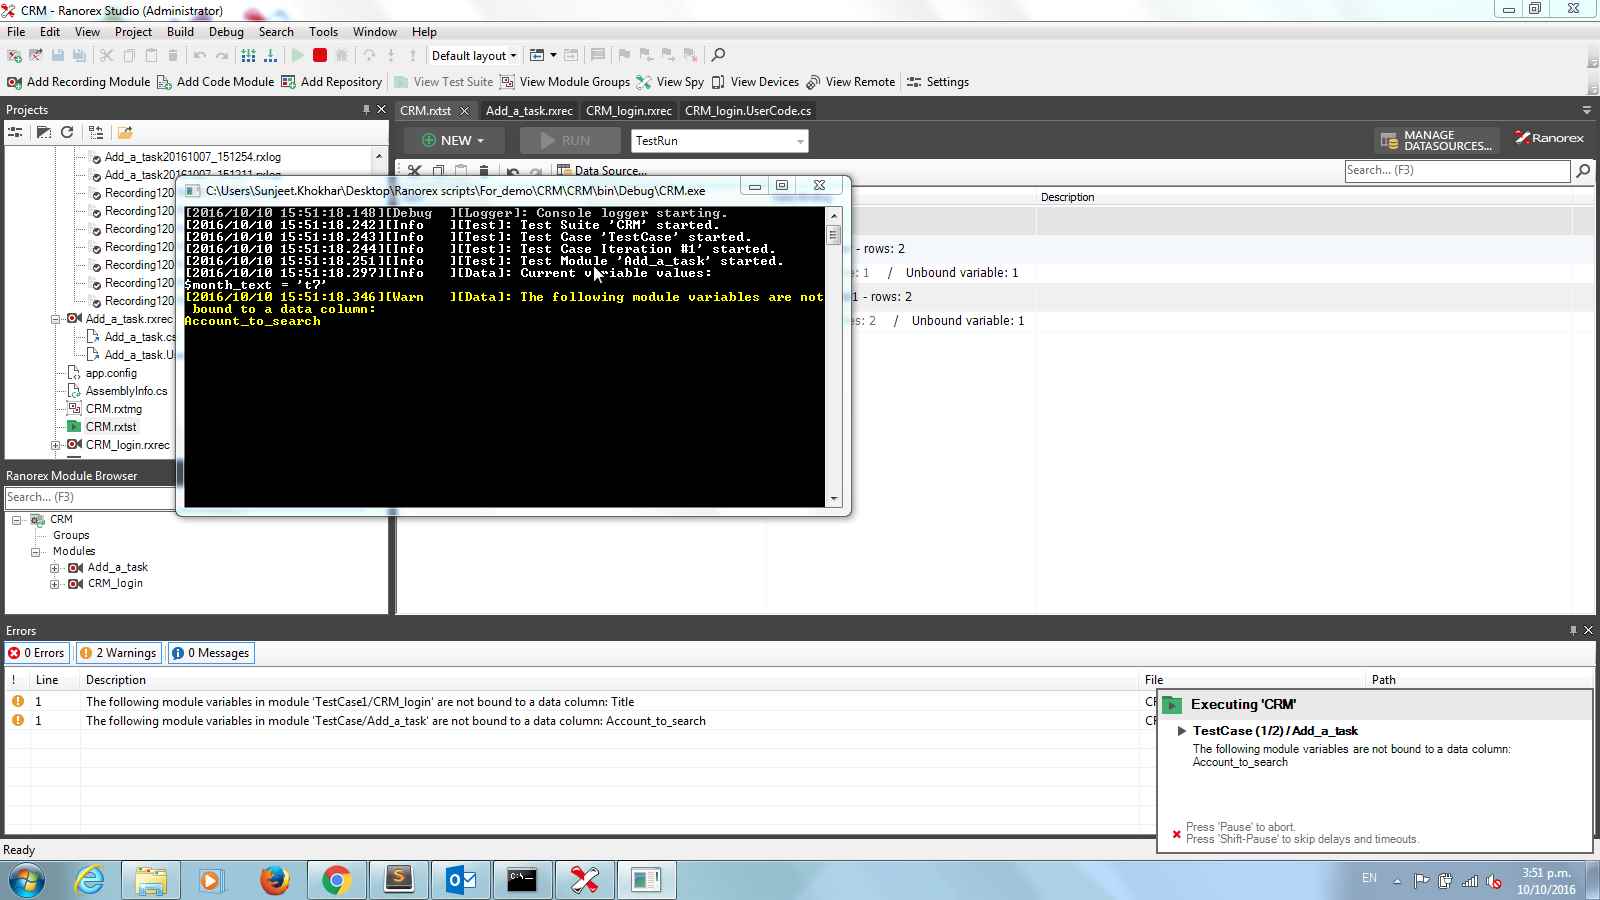 CRM - Ranorex Studio (Administrator)
File Edit View Project Build Debug Search Tools Window Help
Default layout
Add Recording Module Add Code Module Add Repository View Test Suite View Module Groups View Spy View Devices View Remote Settings
Projects
CRM.rxtst Add_a_task.rxrec CRM_login.rxrec CRM_login.UserCode.cs
NEW RUN TestRun MANAGE DATASOURCES... Ranorex
Data Source... Search... (F3)
Description
- rows: 2
: 1 / Unbound variable: 1
1 - rows: 2
es: 2 / Unbound variable: 1
Add_a_task20161007_151254.rxlog
Add_a_task20161007_151211.rxlog
Recording120
Recording120
Recording120
Recording120
Recording120
Recording120
Recording120
Add_a_task.rxrec
Add_a_task.cs
Add_a_task.U
app.config
AssemblyInfo.cs
CRM.rxtmg
CRM.rxtst
CRM_login.rxrec
C:\Users\Sunjeet.Khokhar\Desktop\Ranorex scripts\For_demo\CRM\CRM\bin\Debug\CRM.exe
[2016/10/10 15:51:18.148][Debug ][Logger]: Console logger starting.
[2016/10/10 15:51:18.242][Info ][Test]: Test Suite 'CRM' started.
[2016/10/10 15:51:18.243][Info ][Test]: Test Case 'TestCase' started.
[2016/10/10 15:51:18.244][Info ][Test]: Test Case Iteration #1' started.
[2016/10/10 15:51:18.251][Info ][Test]: Test Module 'Add_a_task' started.
[2016/10/10 15:51:18.297][Info ][Data]: Current variable values:
$month_text = 't7'
[2016/10/10 15:51:18.346][Warn ][Data]: The following module variables are not
bound to a data column:
Account_to_search
Ranorex Module Browser
Search... (F3)
CRM
Groups
Modules
Add_a_task
CRM_login
Errors
0 Errors 2 Warnings 0 Messages
! Line Description File Path
1 The following module variables in module 'TestCase1/CRM_login' are not bound to a data column: Title
1 The following module variables in module 'TestCase/Add_a_task' are not bound to a data column: Account_to_search
Executing 'CRM'
TestCase (1/2) / Add_a_task
The following module variables are not bound to a data column:
Account_to_search
Press 'Pause' to abort.
Press 'Shift-Pause' to skip delays and timeouts.
Ready
EN
3:51 p.m.
10/10/2016